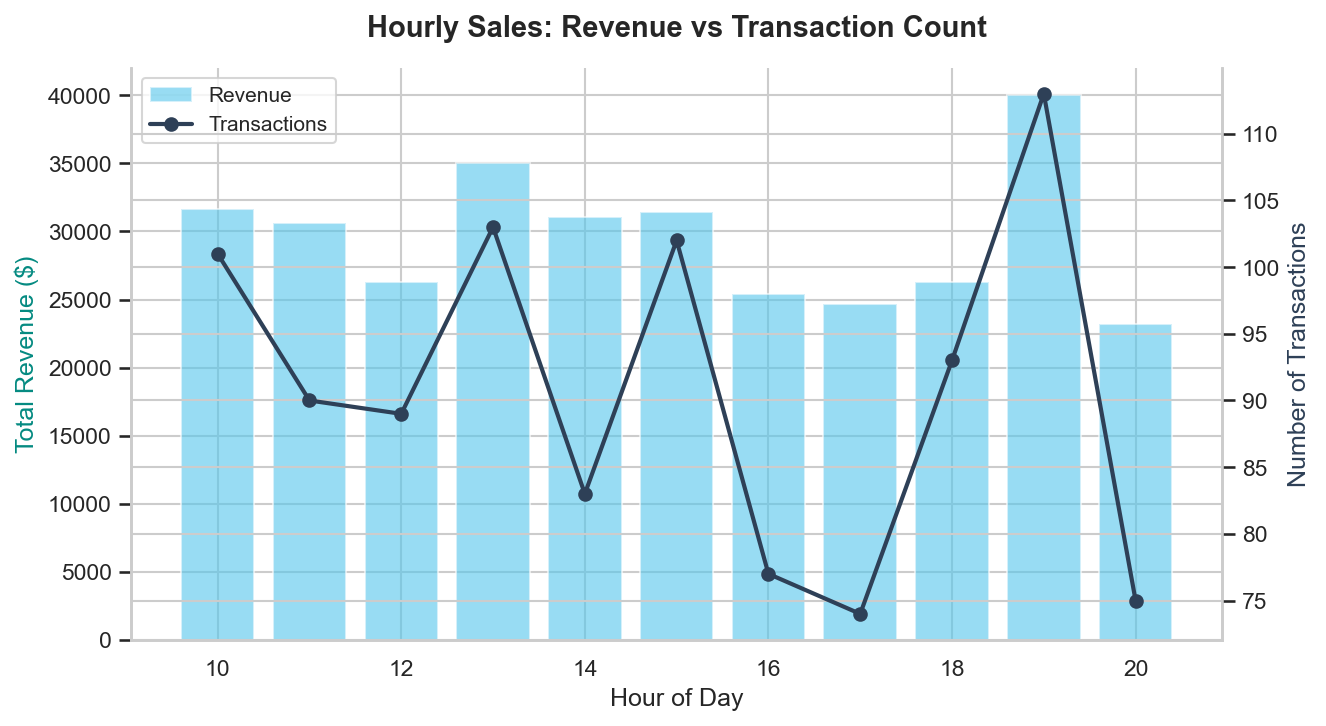 Hourly Sales: Revenue vs Transaction Count
Revenue
Transactions
Total Revenue ($)
40000
35000
30000
25000
20000
15000
10000
5000
0
110
105
100
95
90
85
80
75
Number of Transactions
10 12 14 16 18 20
Hour of Day